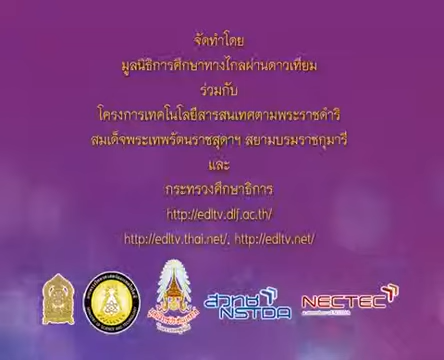 จัดทำโดย
มูลนิธิการศึกษาทางไกลผ่านดาวเทียม
ร่วมกับ
โครงการเทคโนโลยีสารสนเทศตามพระราชดำริ
สมเด็จพระเทพรัตนราชสุดาฯ สยามบรมราชกุมารี
และ
กระทรวงศึกษาธิการ
http://edltv.dlf.ac.th/
http://edltv.thai.net/, http://edltv.net/
สวทช
NSTDA
NECTEC